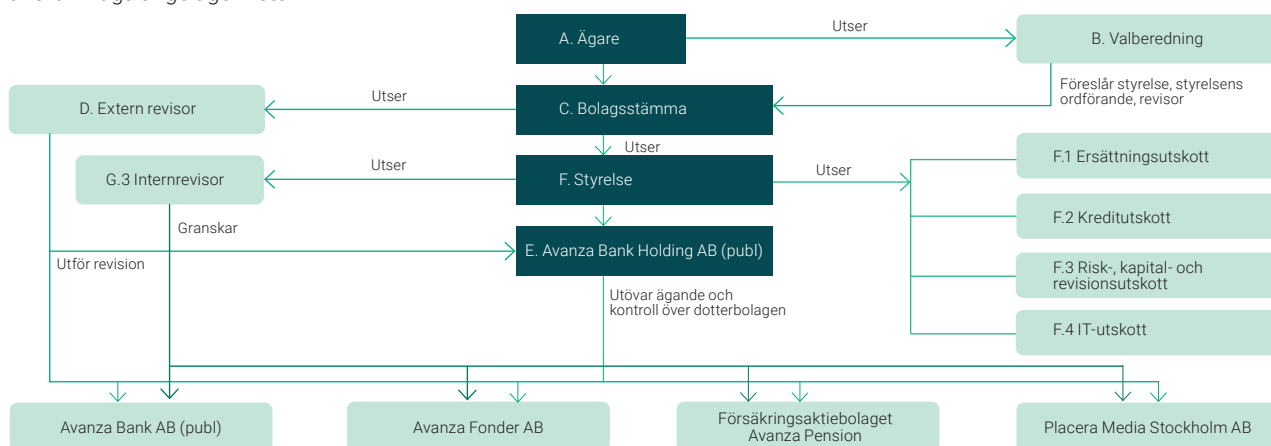 A. Ägare
Utser
B. Valberedning
Föreslår styrelse, styrelsens
ordförande, revisor
D. Extern revisor
Utser
C. Bolagsstämma
Utser
G.3 Internrevisor
Utser
F. Styrelse
Utser
F.1 Ersättningsutskott
F.2 Kreditutskott
F.3 Risk-, kapital- och
revisionsutskott
F.4 IT-utskott
Granskar
E. Avanza Bank Holding AB (publ)
Utför revision
Utövar ägande och
kontroll över dotterbolagen
Avanza Bank AB (publ)
Avanza Fonder AB
Försäkringsaktiebolaget
Avanza Pension
Placera Media Stockholm AB